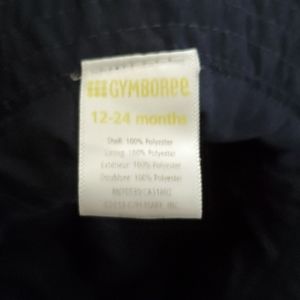 GYMBOREE
12-24 months
Shell: 100% Polyester
Lining: 100% Polyester
Extérieur: 100% Polyester
Doublure: 100% Polyester